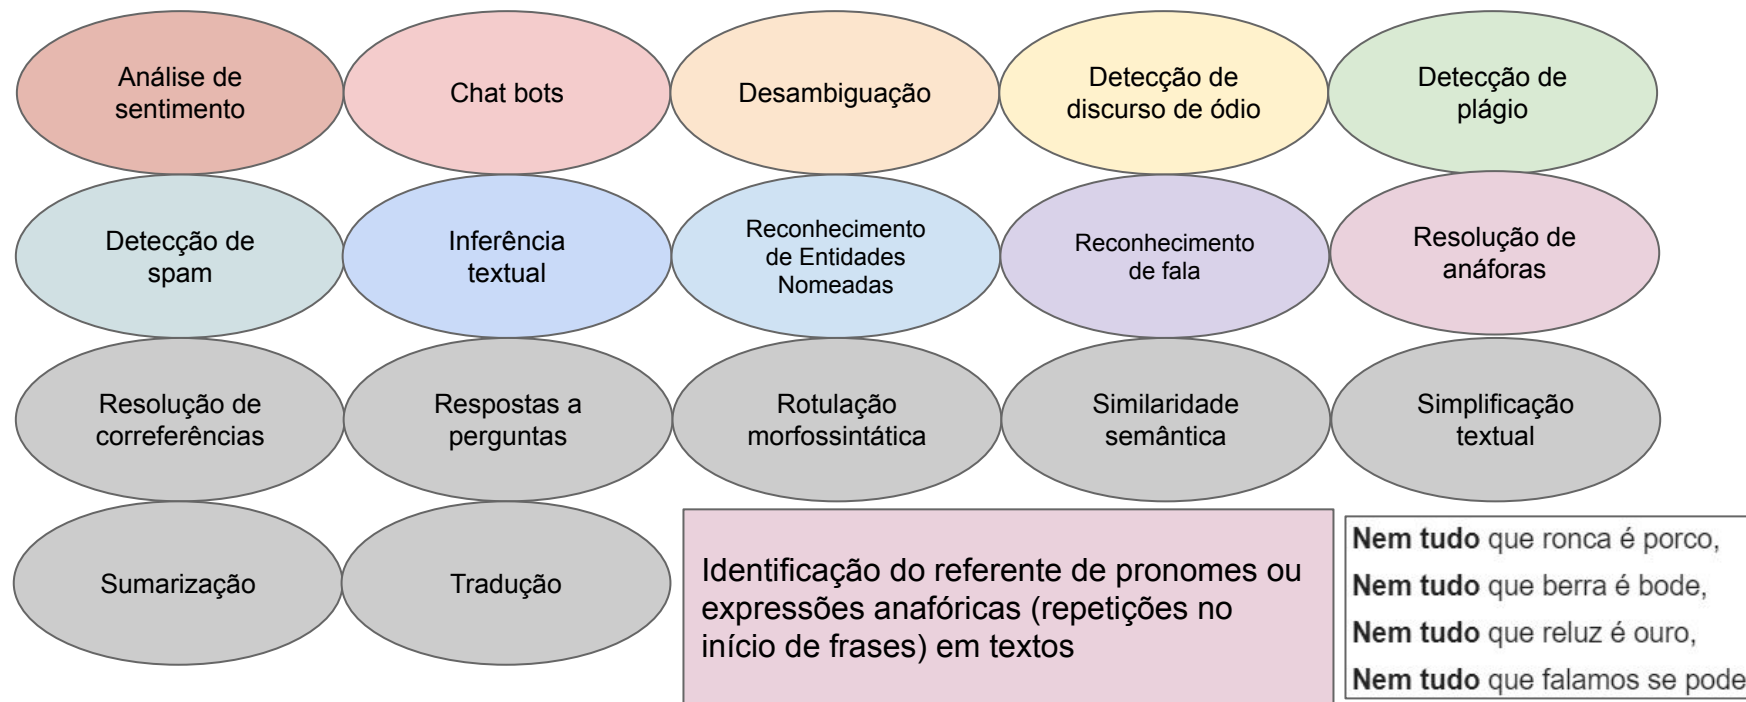 Análise de
sentimento
Chat bots
Desambiguação
Detecção de
discurso de ódio
Detecção de
plágio
Detecção de
spam
Inferência
textual
Reconhecimento
de Entidades
Nomeadas
Reconhecimento
de fala
Resolução de
anáforas
Resolução de
correferências
Respostas a
perguntas
Rotulação
morfossintática
Similaridade
semântica
Simplificação
textual
Sumarização
Tradução
Identificação do referente de pronomes ou
expressões anafóricas (repetições no
início de frases) em textos
Nem tudo que ronca é porco,
Nem tudo que berra é bode,
Nem tudo que reluz é ouro,
Nem tudo que falamos se pode